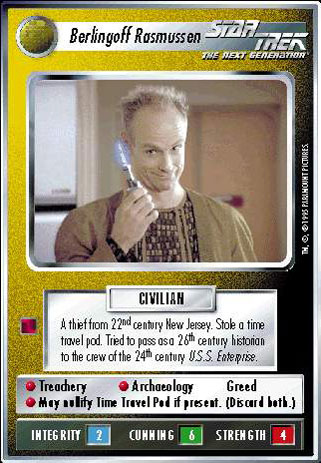 Berlingoff Rasmussen
STAR TREK
THE NEXT GENERATION
TM, ®, © 1995 PARAMOUNT PICTURES.
CIVILIAN
A thief from 22nd century New Jersey. Stole a time
travel pod. Tried to pass as a 26th century historian
to the crew of the 24th century U.S.S. Enterprise.
Treachery Archaeology Greed
May nullify Time Travel Pod if present. (Discard both.)
INTEGRITY 2 CUNNING 6 STRENGTH 4